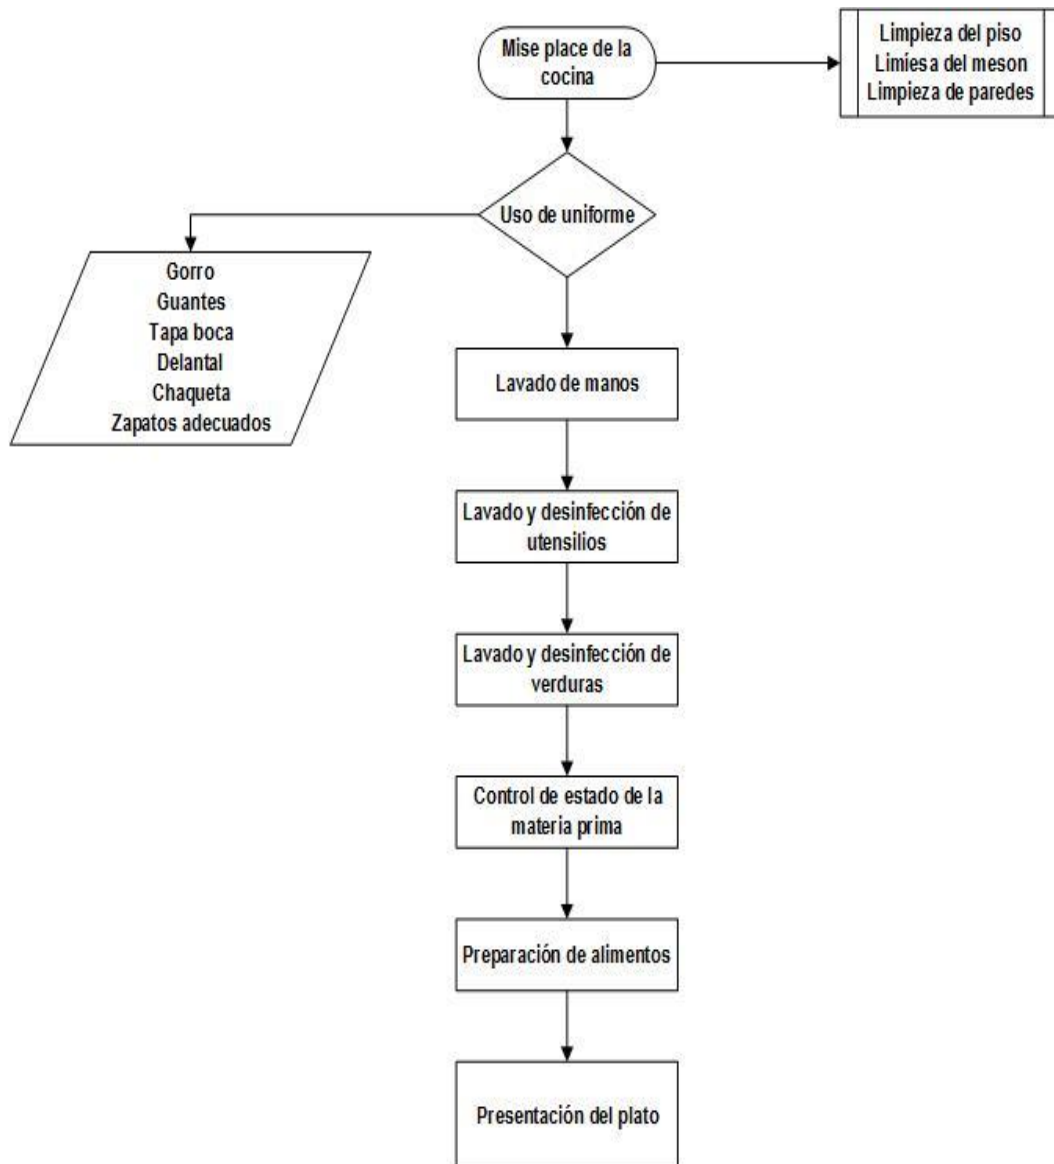 Mise place de la
cocina
Limpieza del piso
Limíesa del meson
Limpieza de paredes
Uso de uniforme
Gorro
Guantes
Tapa boca
Delantal
Chaqueta
Zapatos adecuados
Lavado de manos
Lavado y desinfección de
utensilios
Lavado y desinfección de
verduras
Control de estado de la
materia prima
Preparación de alimentos
Presentación del plato